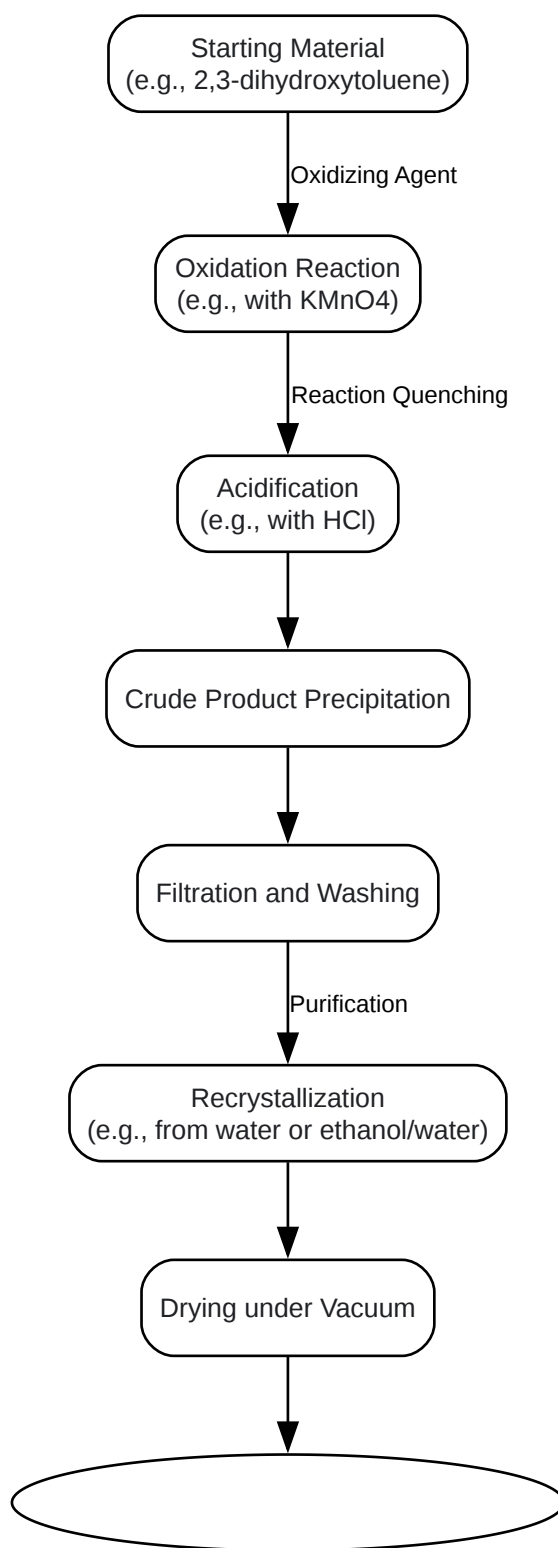 Starting Material
(e.g., 2,3-dihydroxytoluene)
Oxidizing Agent
Oxidation Reaction
(e.g., with KMnO4)
Reaction Quenching
Acidification
(e.g., with HCl)
Crude Product Precipitation
Filtration and Washing
Purification
Recrystallization
(e.g., from water or ethanol/water)
Drying under Vacuum